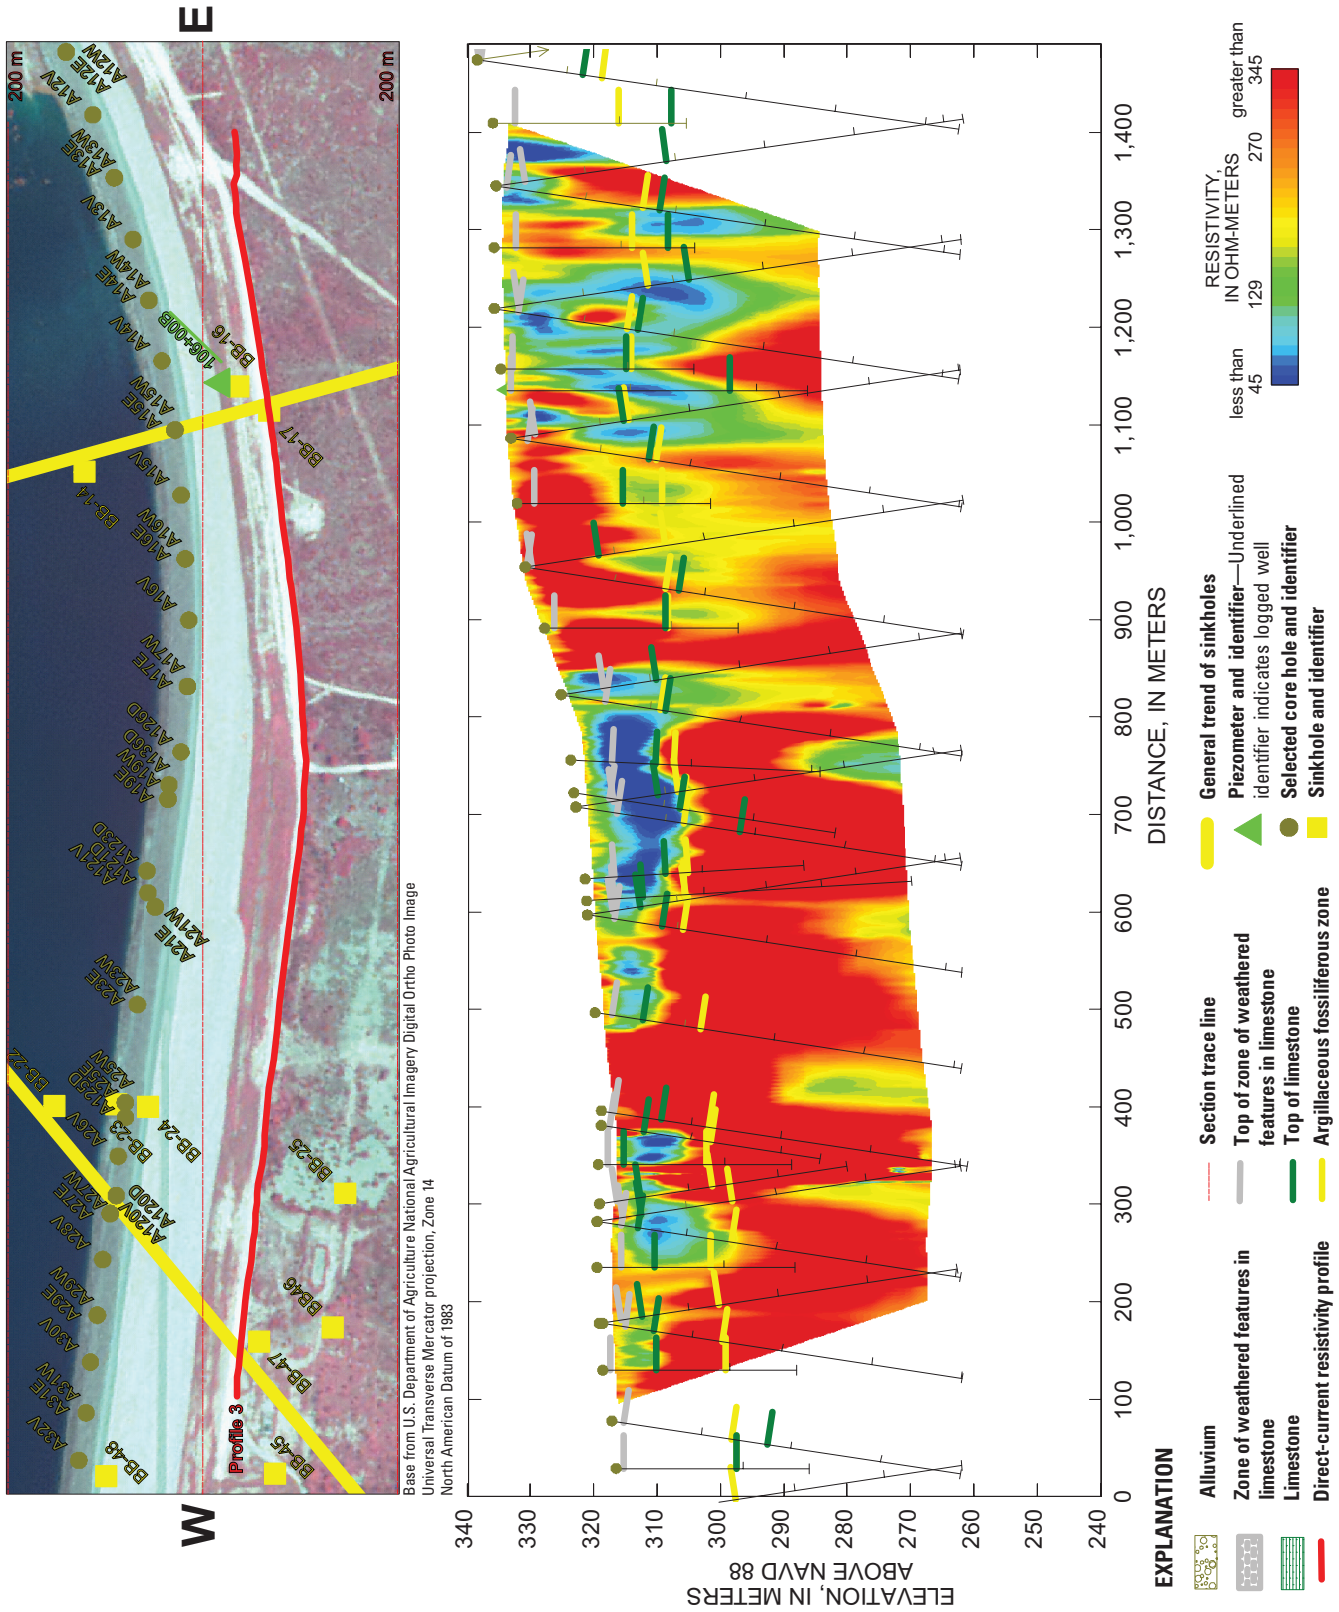 W
E
200 m
200 m
A32V
A31E
A31W
A30V
A29E
A29W
A28V
A27E
A27W
A120V
A120D
A26V
A125D
A25E
A25W
A23E
A23W
A21E
A21W
A121V
A121D
A123D
A19E
A19W
A136D
A126D
A17E
A17W
A16V
A16E
A16W
A15V
A15E
A15W
A14V
A14E
A14W
A13V
A13E
A13W
A12V
A12E
A12W
BB-48
BB-45
BB-47
BB46
BB-25
BB-24
BB-23
BB-22
BB-14
BB-17
BB-16
106+00B
Profile 3
Base from U.S. Department of Agriculture National Agricultural Imagery Digital Ortho Photo Image
Universal Transverse Mercator projection, Zone 14
North American Datum of 1983
ELEVATION, IN METERS
ABOVE NAVD 88
340
330
320
310
300
290
280
270
260
250
240
0
100
200
300
400
500
600
700
800
900
1,000
1,100
1,200
1,300
1,400
DISTANCE, IN METERS
EXPLANATION
Alluvium
Zone of weathered features in
limestone
Limestone
Direct-current resistivity profile
Section trace line
Top of zone of weathered
features in limestone
Top of limestone
Argillaceous fossiliferous zone
General trend of sinkholes
Piezometer and identifier—Underlined
identifier indicates logged well
Selected core hole and identifier
Sinkhole and identifier
RESISTIVITY,
IN OHM-METERS
less than
greater than
45
129
270
345